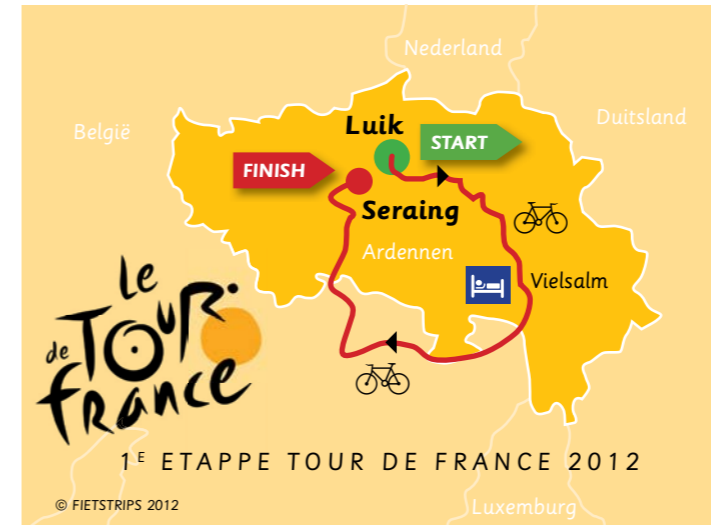 Nederland
België
Duitsland
Luik
START
FINISH
Seraing
Ardennen
Vielsalm
Le
TOUR
de
FRANCE
1E ETAPPE TOUR DE FRANCE 2012
© FIETSTRIPS 2012
Luxemburg